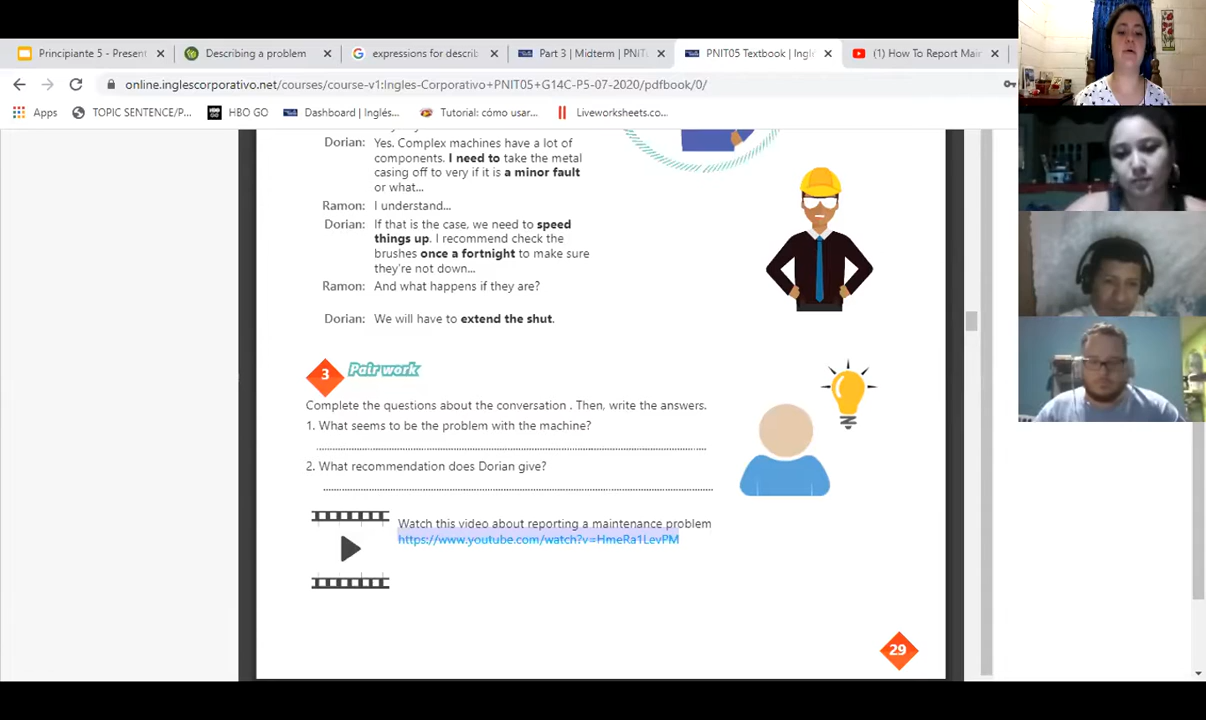 Principiante 5 - Present
Describing a problem
expressions for describ
Part 3 | Midterm | PNIT
PNIT05 Textbook | Ingle
(1) How To Report Main
online.inglescorporativo.net/courses/course-v1:Ingles-Corporativo+PNIT05+G14C-P5-07-2020/pdfbook/0/
Apps
TOPIC SENTENCE/P...
HBO GO
Dashboard | Inglés...
Tutorial: cómo usar...
Liveworksheets.co...
Dorian: Yes. Complex machines have a lot of
components. I need to take the metal
casing off to very if it is a minor fault
or what...
Ramon: I understand...
Dorian: If that is the case, we need to speed
things up. I recommend check the
brushes once a fortnight to make sure
they're not down...
Ramon: And what happens if they are?
Dorian: We will have to extend the shut.
3 Pair work
Complete the questions about the conversation . Then, write the answers.
1. What seems to be the problem with the machine?
2. What recommendation does Dorian give?
Watch this video about reporting a maintenance problem
https://www.youtube.com/watch?v=HmeRa1LevPM
29